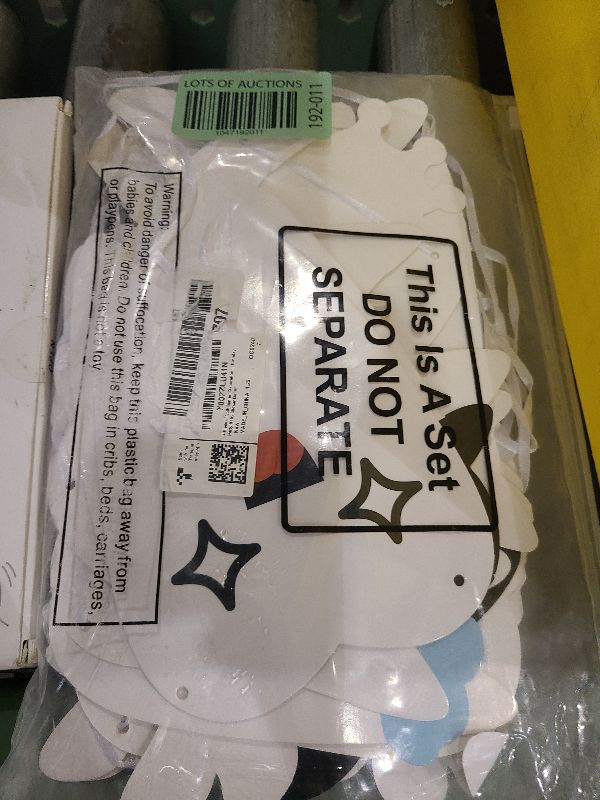 LOTS OF AUCTIONS
1047192011
192-011
Warning:
To avoid danger of suffocation, keep this plastic bag away from
babies and children. Do not use this bag in cribs, beds, carriages,
or playpens. This bag is not a toy.
This Is A Set
DO NOT
SEPARATE